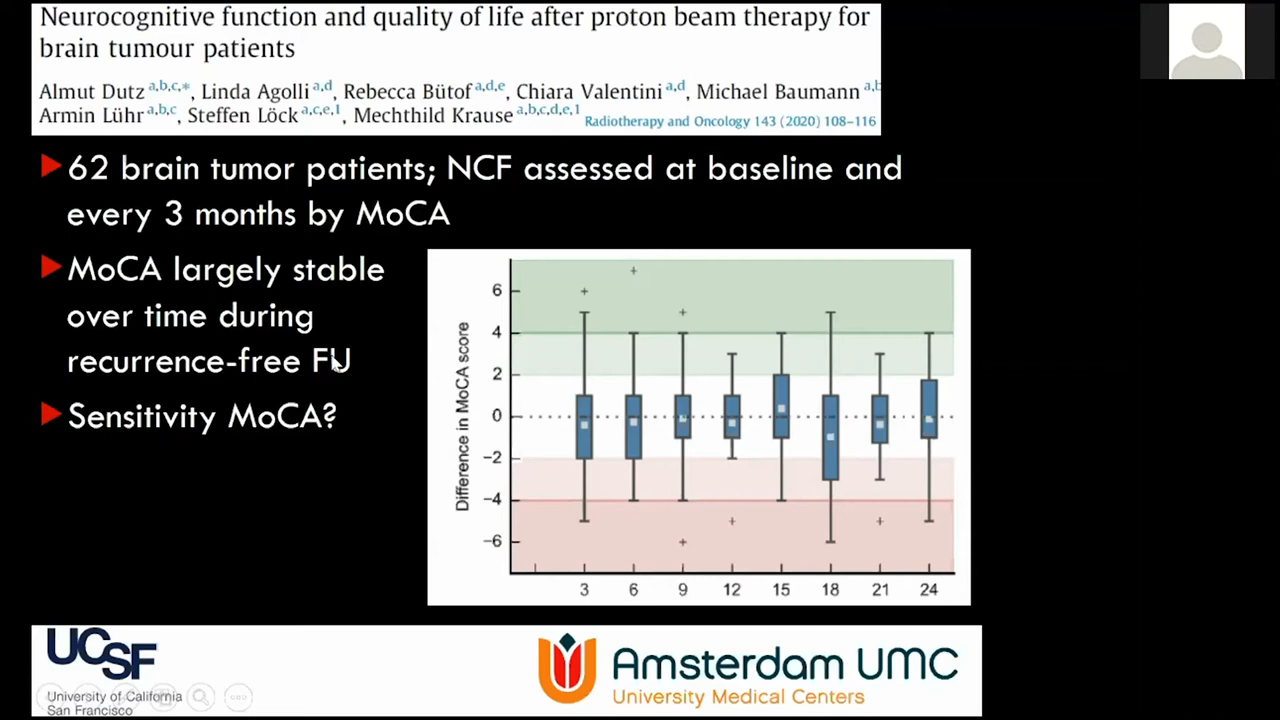 Neurocognitive function and quality of life after proton beam therapy for
brain tumour patients
Almut Dutz a,b,c,*, Linda Agolli a,d, Rebecca Bütof a,d,e, Chiara Valentini a,d, Michael Baumann a,b
Armin Lühr a,b,c, Steffen Löck a,c,e,1, Mechthild Krause a,b,c,d,e,1
Radiotherapy and Oncology 143 (2020) 108–116
62 brain tumor patients; NCF assessed at baseline and
every 3 months by MoCA
MoCA largely stable
over time during
recurrence-free FU
Sensitivity MoCA?
Difference in MoCA score
6
4
2
0
−2
−4
−6
3 6 9 12 15 18 21 24
UCSF
University of California
San Francisco
Amsterdam UMC
University Medical Centers